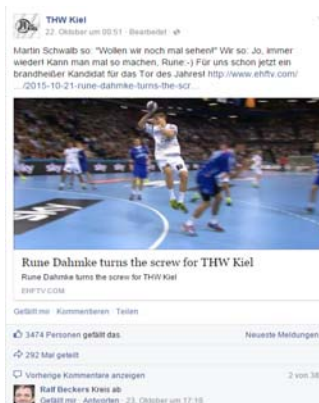 THW Kiel
22. Oktober um 00:51 · Bearbeitet ·
Martin Schwalb so: "Wollen wir noch mal sehen!" Wir so: Jo, immer
wieder! Kann man mal so machen, Rune:-) Für uns schon jetzt ein
brandheißer Kandidat für das Tor des Jahres! http://www.ehftv.com/
…/2015-10-21-rune-dahmke-turns-the-scr…
Rune Dahmke turns the screw for THW Kiel
Rune Dahmke turns the screw for THW Kiel
EHFTV.COM
Gefällt mir · Kommentieren · Teilen
3474 Personen gefällt das. Neueste Meldungen
292 Mal geteilt
Vorherige Kommentare anzeigen 2 von 38
Ralf Beckers Kreis ab
Gefällt mir · Antworten · 23. Oktober um 17:19